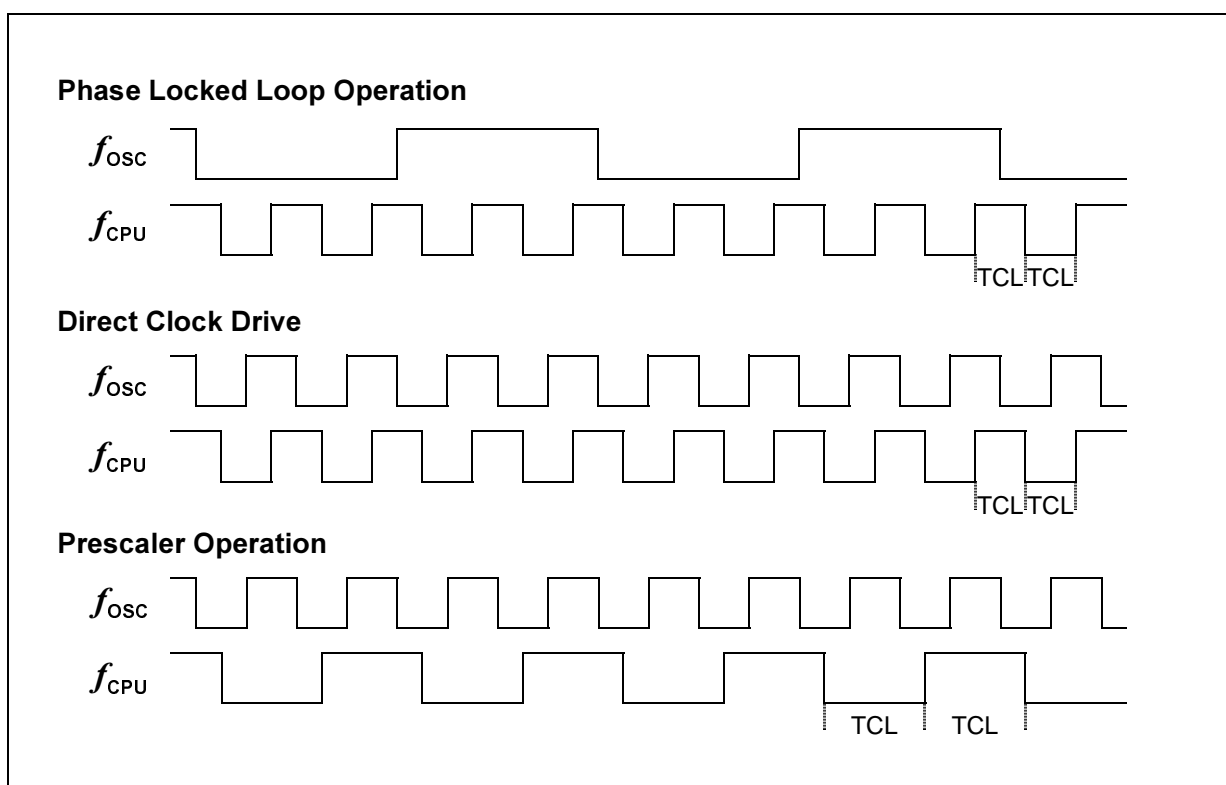 Phase Locked Loop Operation
fOSC
fCPU
TCL TCL
Direct Clock Drive
fOSC
fCPU
TCL TCL
Prescaler Operation
fOSC
fCPU
TCL TCL